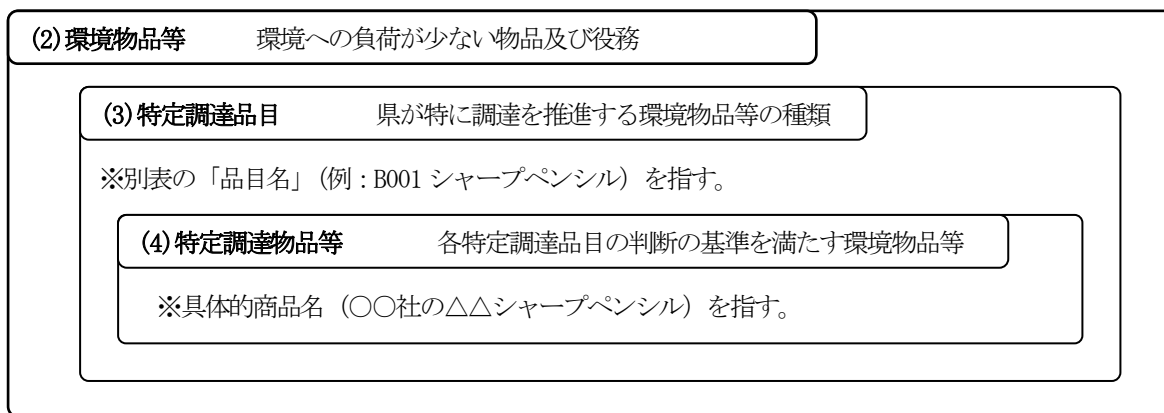 (2)環境物品等　環境への負荷が少ない物品及び役務
(3)特定調達品目　県が特に調達を推進する環境物品等の種類
※別表の「品目名」（例：B001 シャープペンシル）を指す。
(4)特定調達物品等　各特定調達品目の判断の基準を満たす環境物品等
※具体的商品名（○○社の△△シャープペンシル）を指す。